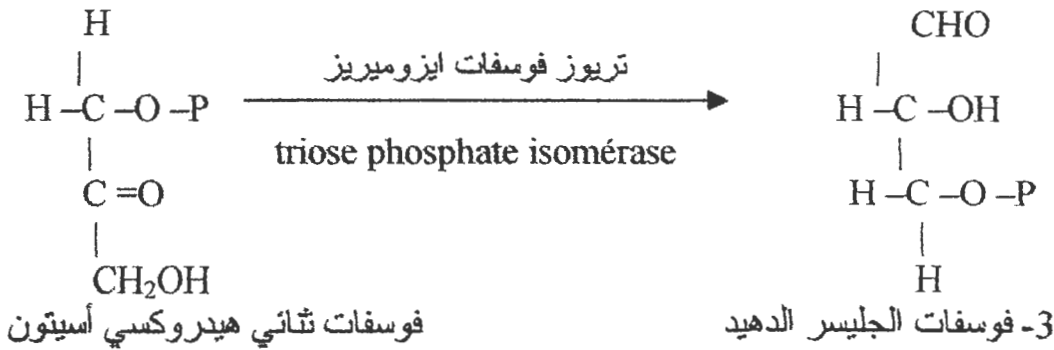 H CHO
تريوز فوسفات ايزوميريز
H –C –O –P H –C –OH
triose phosphate isomérase
C =O H –C –O –P
CH₂OH H
فوسفات ثنائي هيدروكسي أسيتون 3- فوسفات الجليسر الدهيد